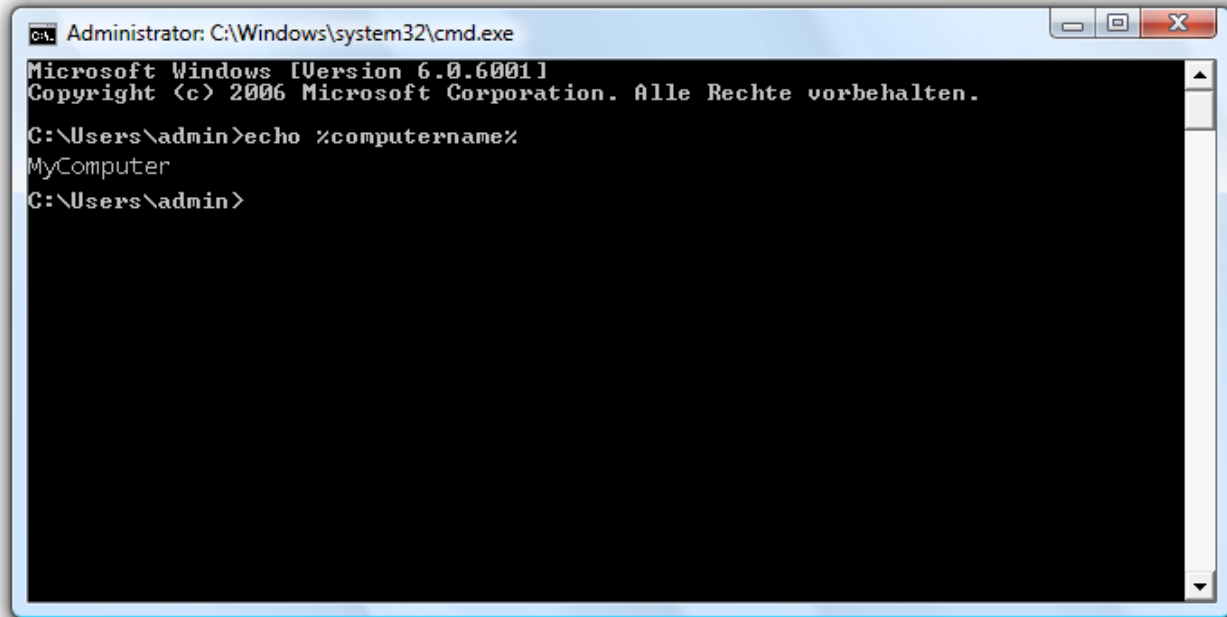 Administrator: C:\Windows\system32\cmd.exe
Microsoft Windows [Version 6.0.6001]
Copyright (c) 2006 Microsoft Corporation. Alle Rechte vorbehalten.
C:\Users\admin>echo %computername%
MyComputer
C:\Users\admin>